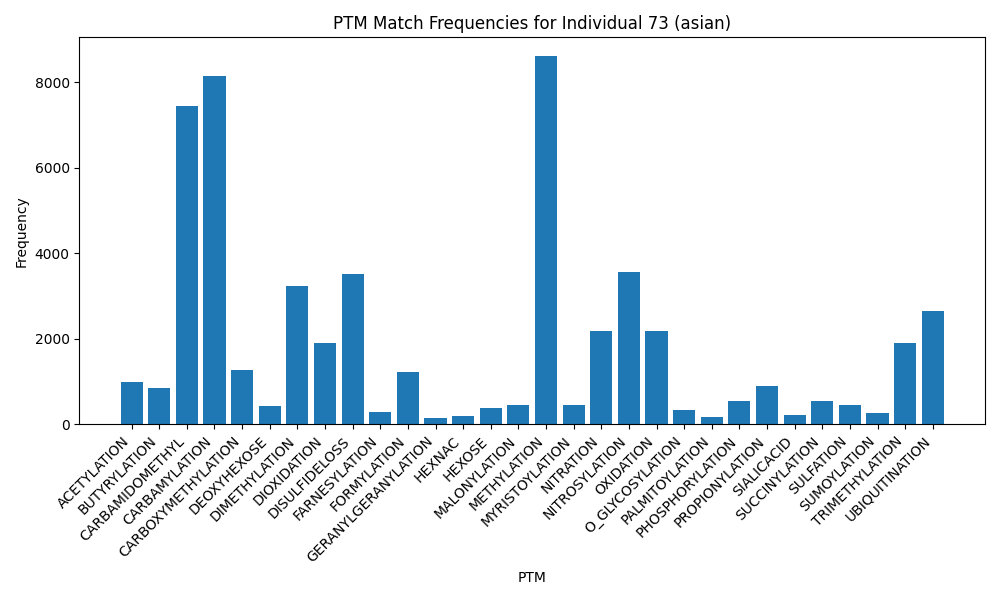 PTM Match Frequencies for Individual 73 (asian)
Frequency
8000
6000
4000
2000
0
ACETYLATION
BUTYRYLATION
CARBAMIDOMETHYL
CARBAMYLATION
CARBOXYMETHYLATION
DEOXYHEXOSE
DIMETHYLATION
DIOXIDATION
DISULFIDELOSS
FARNESYLATION
FORMYLATION
GERANYLGERANYLATION
HEXNAC
HEXOSE
MALONYLATION
METHYLATION
MYRISTOYLATION
NITRATION
NITROSYLATION
OXIDATION
O_GLYCOSYLATION
PALMITOYLATION
PHOSPHORYLATION
PROPIONYLATION
SIALICACID
SUCCINYLATION
SULFATION
SUMOYLATION
TRIMETHYLATION
UBIQUITINATION
PTM